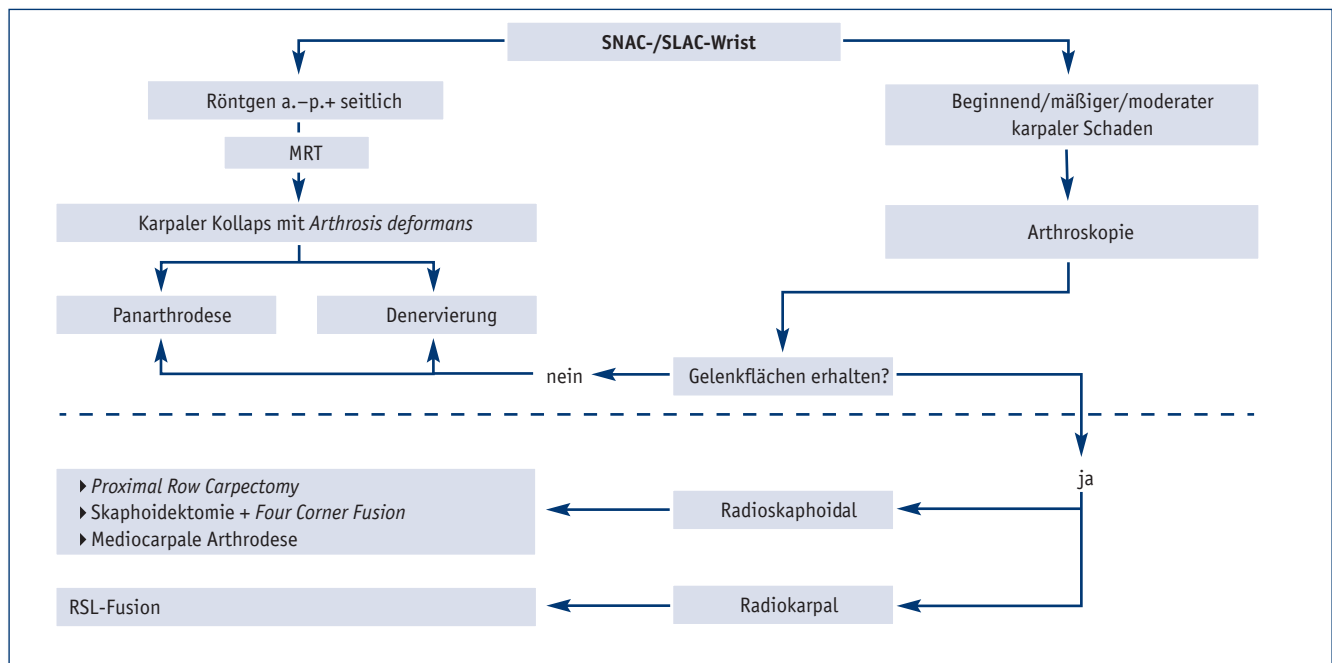 SNAC-/SLAC-Wrist
Röntgen a.–p.+ seitlich
MRT
Karpaler Kollaps mit Arthrosis deformans
Panarthrodese
Denervierung
Beginnend/mäßiger/moderater
karpaler Schaden
Arthroskopie
Gelenkflächen erhalten?
nein
ja
Radioskaphoidal
Proximal Row Carpectomy
Skaphoidektomie + Four Corner Fusion
Mediocarpale Arthrodese
Radiokarpal
RSL-Fusion